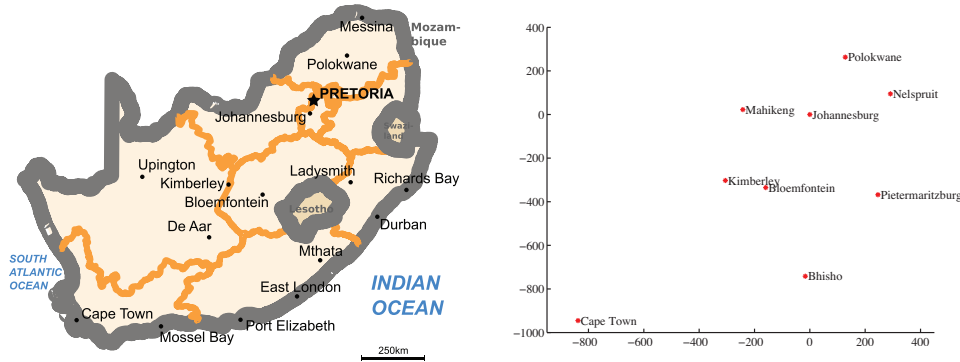 Messina
Mozam-
bique
Polokwane
PRETORIA
Johannesburg
Swazi-
land
Upington
Ladysmith
Kimberley
Richards Bay
Bloemfontein
Lesotho
De Aar
Durban
Mthata
SOUTH
ATLANTIC
OCEAN
INDIAN
OCEAN
East London
Cape Town
Port Elizabeth
Mossel Bay
250km
400
200
0
−200
−400
−600
−800
−1000
Polokwane
Nelspruit
Mahikeng
Johannesburg
Kimberley
Bloemfontein
Pietermaritzburg
Bhisho
Cape Town
−800
−600
−400
−200
0
200
400